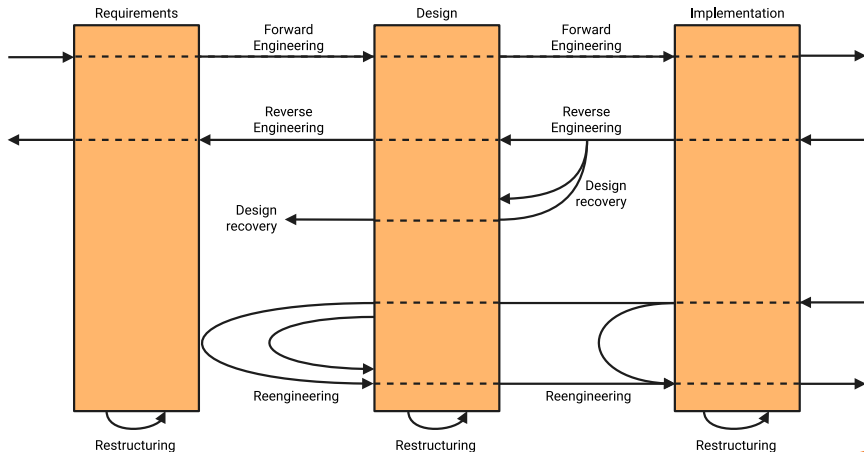 Requirements
Design
Implementation
Forward
Engineering
Forward
Engineering
Reverse
Engineering
Reverse
Engineering
Design
recovery
Design
recovery
Reengineering
Reengineering
Restructuring
Restructuring
Restructuring